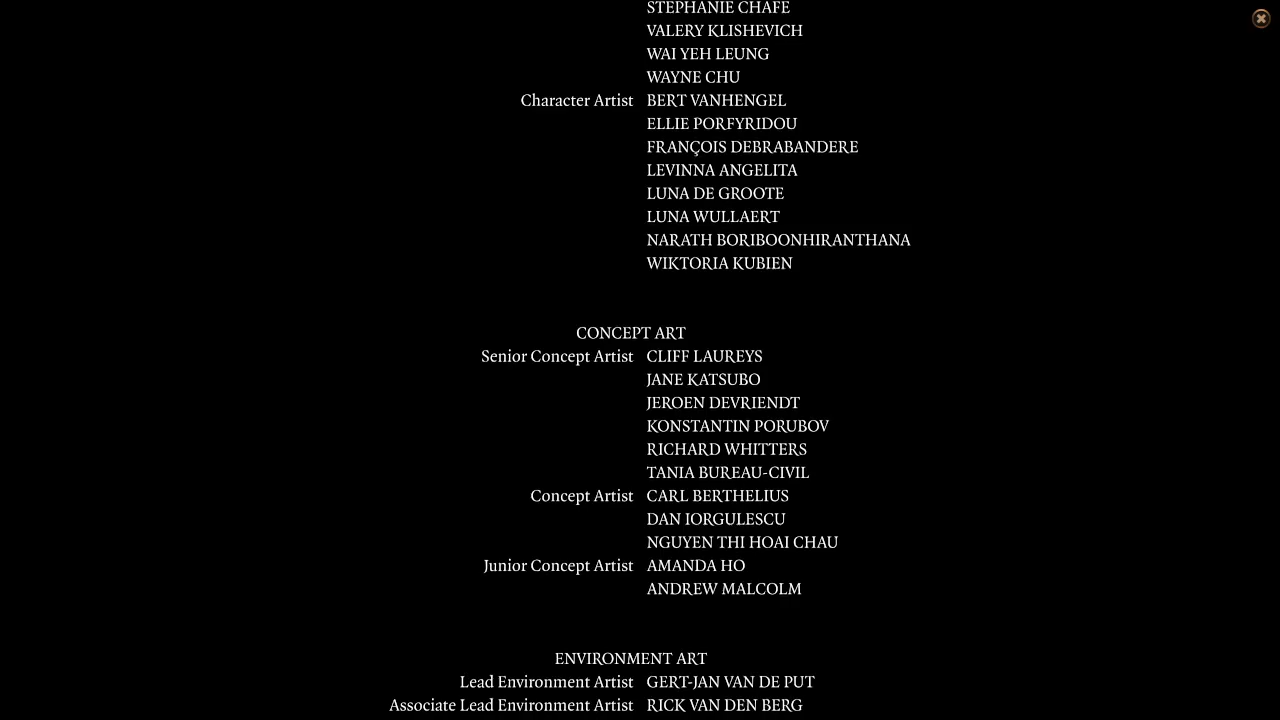 STEPHANIE CHAFE
VALERY KLISHEVICH
WAI YEH LEUNG
WAYNE CHU
Character Artist BERT VANHENGEL
ELLIE PORFYRIDOU
FRANÇOIS DEBRABANDERE
LEVINNA ANGELITA
LUNA DE GROOTE
LUNA WULLAERT
NARATH BORIBOONHIRANTHANA
WIKTORIA KUBIEN
CONCEPT ART
Senior Concept Artist CLIFF LAUREYS
JANE KATSUBO
JEROEN DEVRIENDT
KONSTANTIN PORUBOV
RICHARD WHITTERS
TANIA BUREAU-CIVIL
Concept Artist CARL BERTHELIUS
DAN IORGULESCU
NGUYEN THI HOAI CHAU
Junior Concept Artist AMANDA HO
ANDREW MALCOLM
ENVIRONMENT ART
Lead Environment Artist GERT-JAN VAN DE PUT
Associate Lead Environment Artist RICK VAN DEN BERG